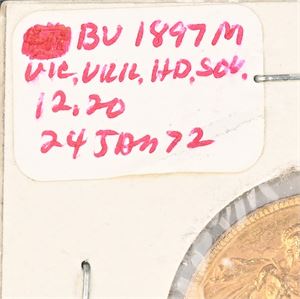 BU 1897 M
VIC. VEIL. HD. SOV.
12.20
24 JAN 72